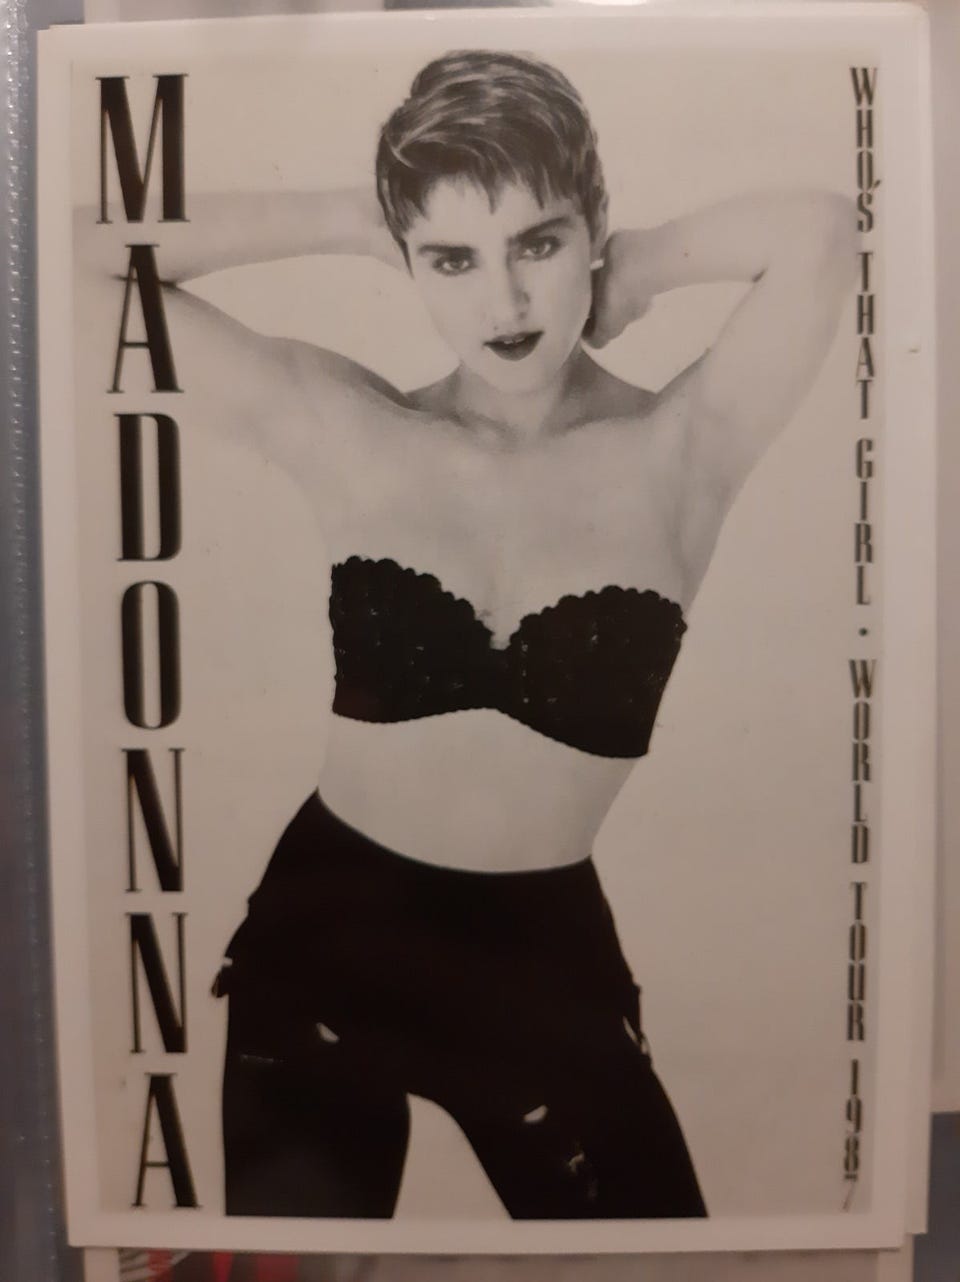 MADONNA
WHO'S THAT GIRL • WORLD TOUR 1987